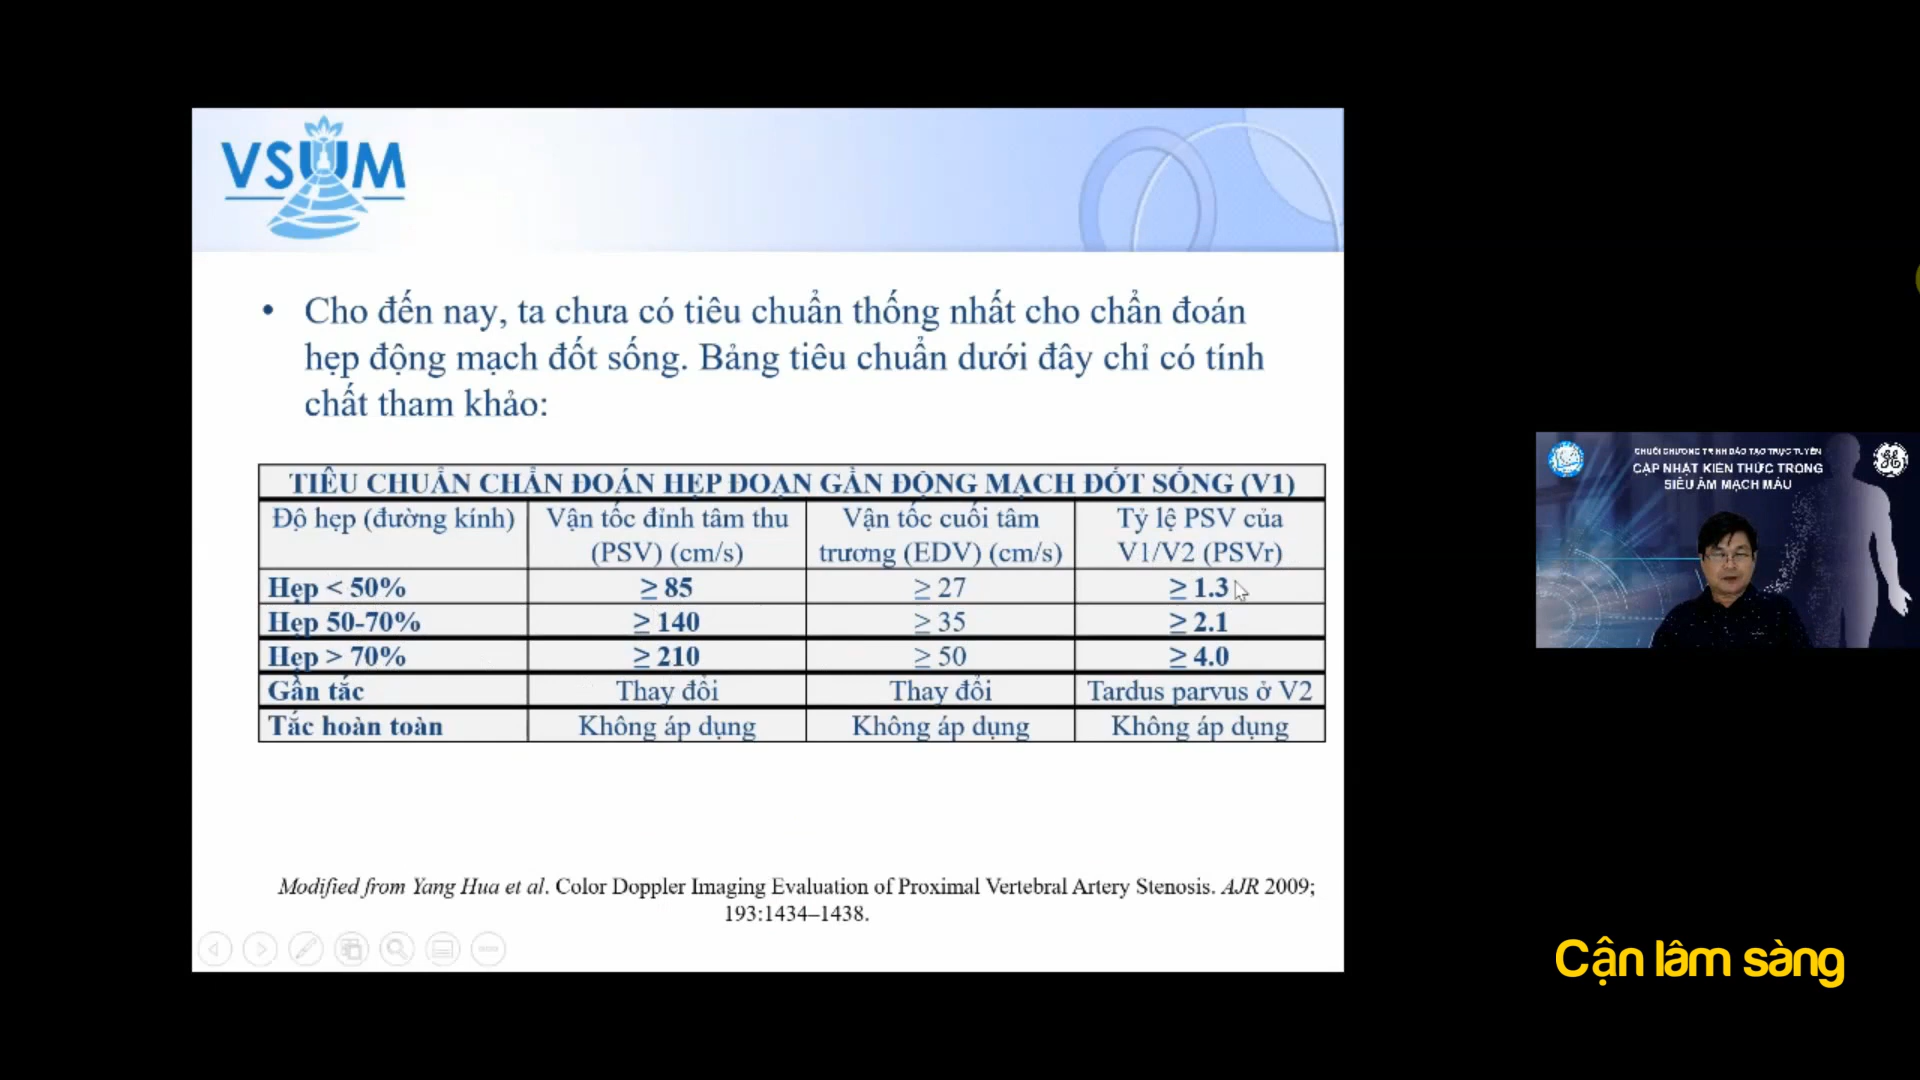 VSUM
• Cho đến nay, ta chưa có tiêu chuẩn thống nhất cho chẩn đoán
hẹp động mạch đốt sống. Bảng tiêu chuẩn dưới đây chỉ có tính
chất tham khảo:
TIÊU CHUẨN CHẨN ĐOÁN HẸP ĐOẠN GẦN ĐỘNG MẠCH ĐỐT SỐNG (V1)
Độ hẹp (đường kính) Vận tốc đỉnh tâm thu (PSV) (cm/s) Vận tốc cuối tâm trương (EDV) (cm/s) Tỷ lệ PSV của V1/V2 (PSVr)
Hẹp < 50% ≥ 85 ≥ 27 ≥ 1.3
Hẹp 50-70% ≥ 140 ≥ 35 ≥ 2.1
Hẹp > 70% ≥ 210 ≥ 50 ≥ 4.0
Gần tắc Thay đổi Thay đổi Tardus parvus ở V2
Tắc hoàn toàn Không áp dụng Không áp dụng Không áp dụng
Modified from Yang Hua et al. Color Doppler Imaging Evaluation of Proximal Vertebral Artery Stenosis. AJR 2009;
193:1434–1438.
CHUỖI CHƯƠNG TRÌNH ĐÀO TẠO TRỰC TUYẾN
CẬP NHẬT KIẾN THỨC TRONG
SIÊU ÂM MẠCH MÁU
Cận lâm sàng